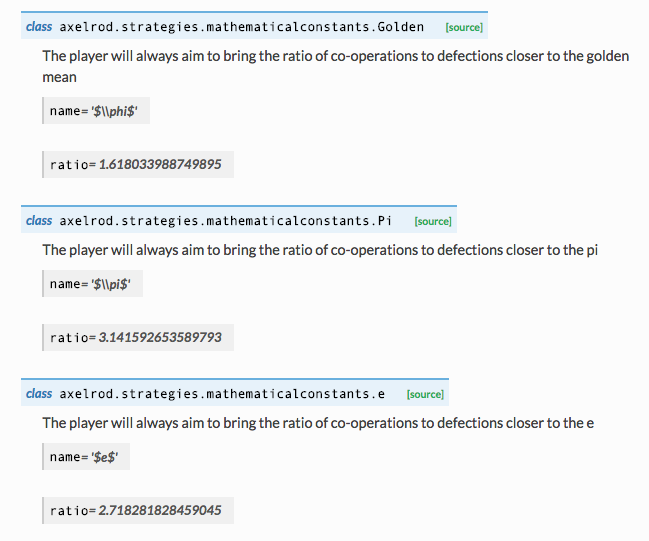 class axelrod.strategies.mathematicalconstants.Golden [source]
The player will always aim to bring the ratio of co-operations to defections closer to the golden
mean
name= '$\\phi$'
ratio= 1.618033988749895
class axelrod.strategies.mathematicalconstants.Pi [source]
The player will always aim to bring the ratio of co-operations to defections closer to the pi
name= '$\\pi$'
ratio= 3.141592653589793
class axelrod.strategies.mathematicalconstants.e [source]
The player will always aim to bring the ratio of co-operations to defections closer to the e
name= '$e$'
ratio= 2.718281828459045